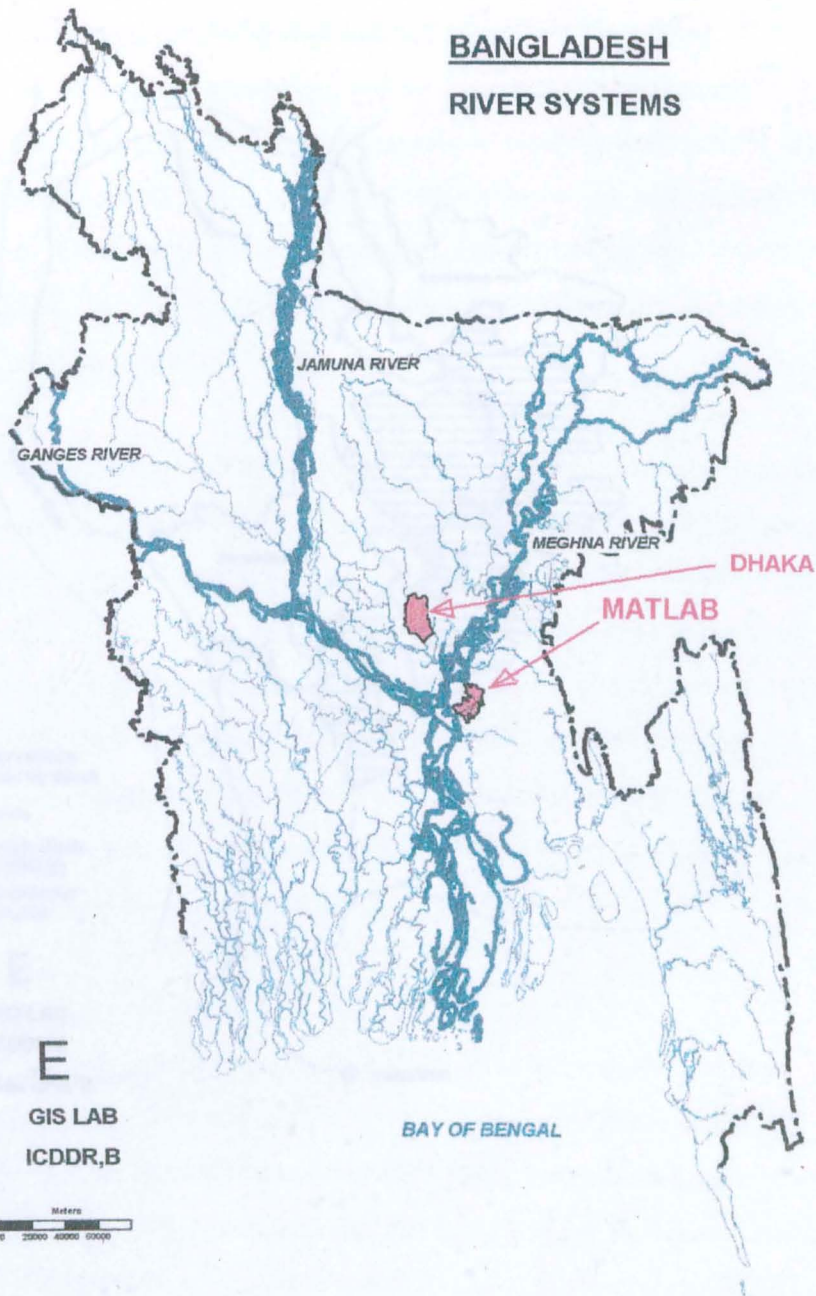 BANGLADESH
RIVER SYSTEMS
JAMUNA RIVER
GANGES RIVER
MEGHNA RIVER
DHAKA
MATLAB
E
GIS LAB
ICDDR,B
BAY OF BENGAL
Meters
20000 40000 60000